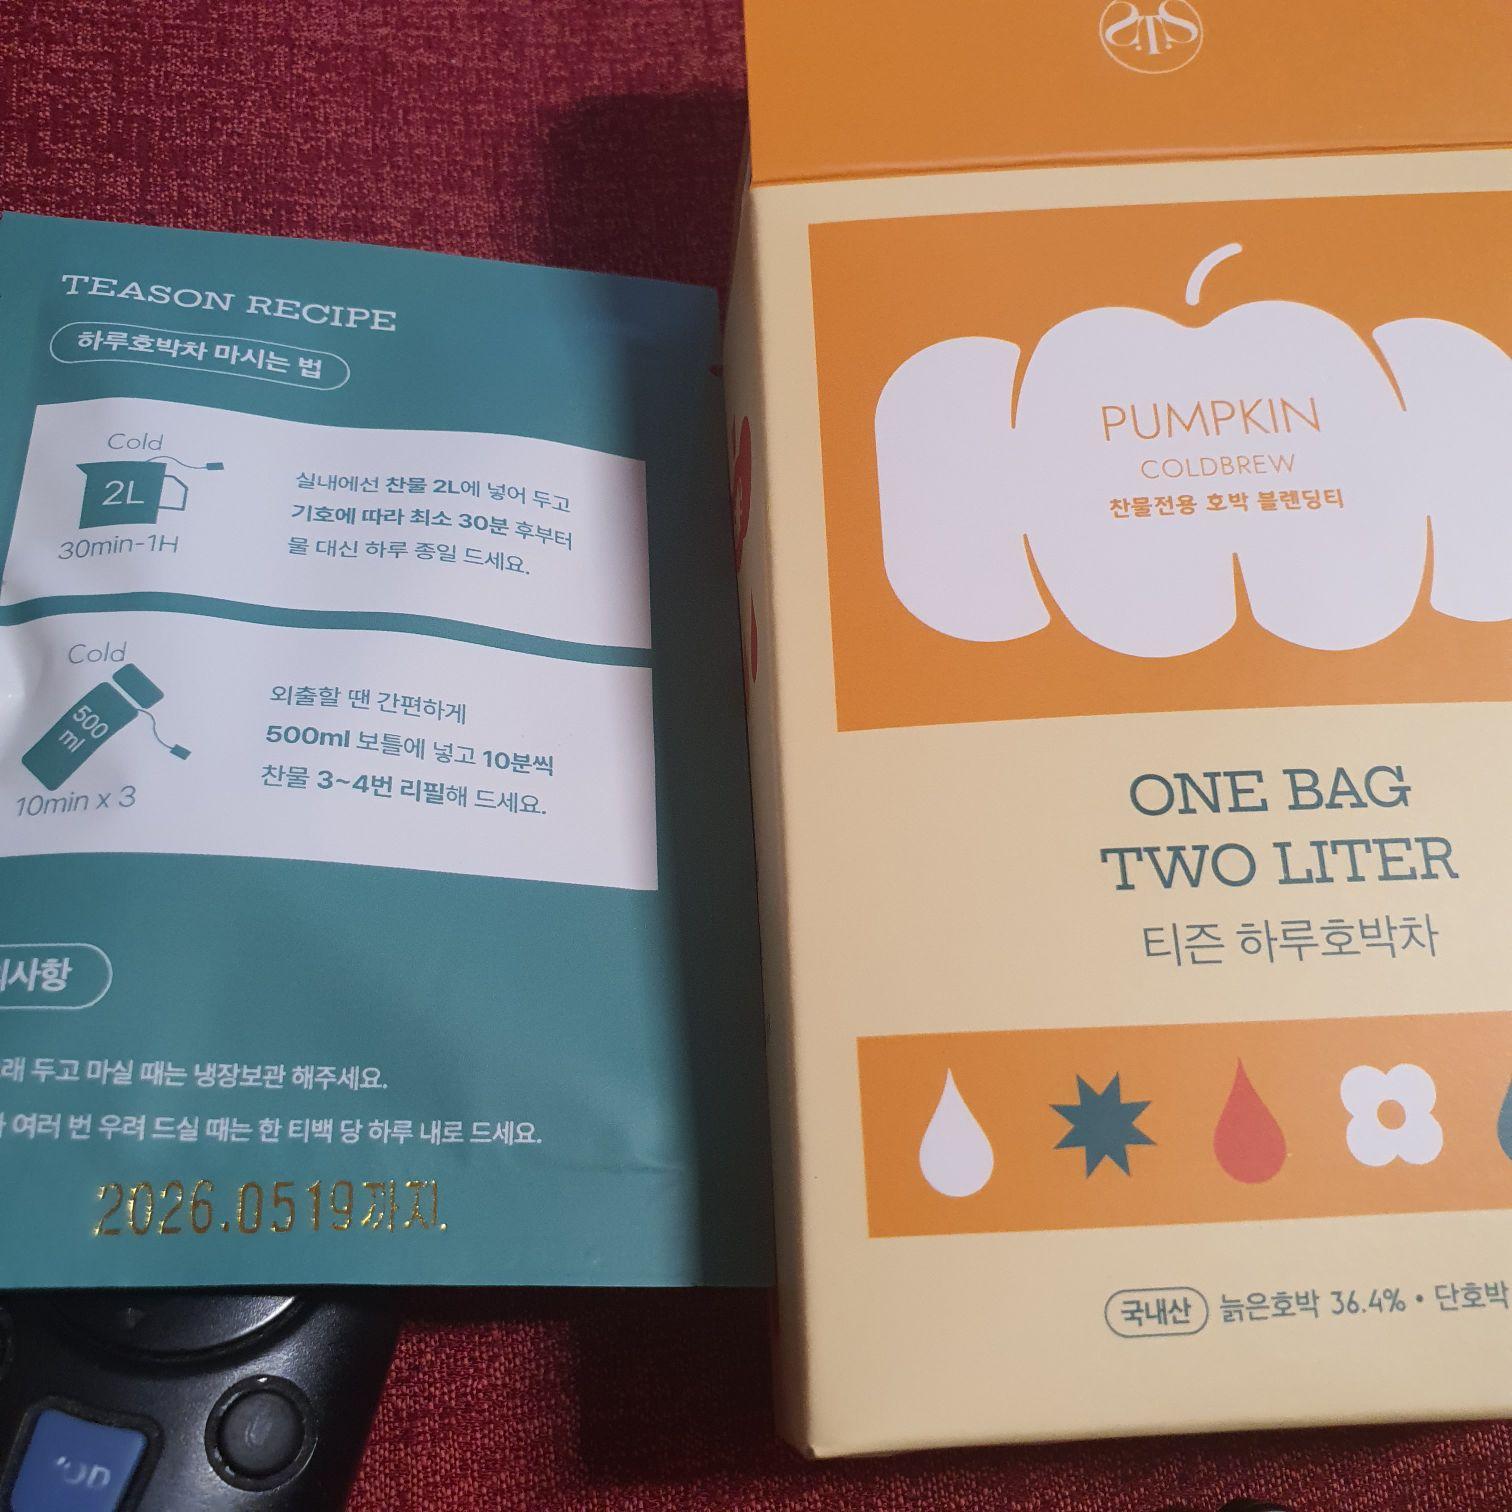 TEASON RECIPE
하루호박차 마시는 법
Cold
2L
30min-1H
실내에선 찬물 2L에 넣어 두고
기호에 따라 최소 30분 후부터
물 대신 하루 종일 드세요.
Cold
500
ml
10min x 3
외출할 땐 간편하게
500ml 보틀에 넣고 10분씩
찬물 3~4번 리필해 드세요.
의사항
래 두고 마실 때는 냉장보관 해주세요.
여러 번 우려 드실 때는 한 티백 당 하루 내로 드세요.
2026.0519까지.
PUMPKIN
COLDBREW
찬물전용 호박 블렌딩티
ONE BAG
TWO LITER
티즌 하루호박차
국내산 늙은호박 36.4% • 단호박